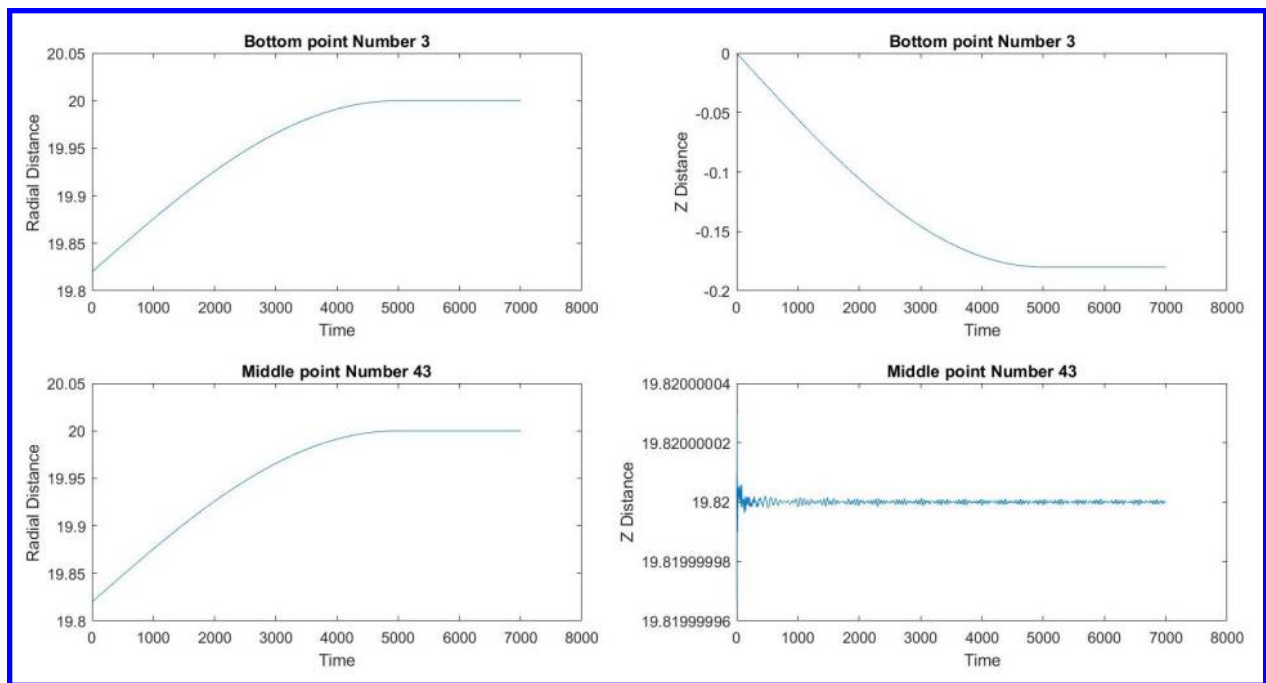 Bottom point Number 3
20.05
20
19.95
19.9
19.85
19.8
Radial Distance
0 1000 2000 3000 4000 5000 6000 7000 8000
Time
Bottom point Number 3
0
-0.05
-0.1
-0.15
-0.2
Z Distance
0 1000 2000 3000 4000 5000 6000 7000 8000
Time
Middle point Number 43
20.05
20
19.95
19.9
19.85
19.8
Radial Distance
0 1000 2000 3000 4000 5000 6000 7000 8000
Time
Middle point Number 43
19.82000004
19.82000002
19.82
19.81999998
19.81999996
Z Distance
0 1000 2000 3000 4000 5000 6000 7000 8000
Time